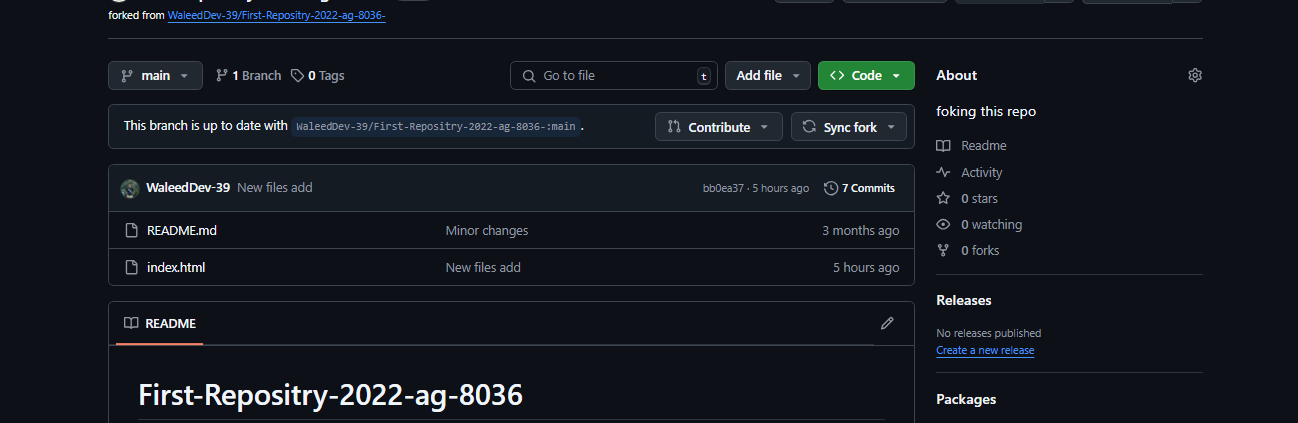 forked from WaleedDev-39/First-Repositry-2022-ag-8036-
main 1 Branch 0 Tags Go to file t Add file Code
This branch is up to date with WaleedDev-39/First-Repositry-2022-ag-8036-:main .
Contribute Sync fork
WaleedDev-39 New files add bb0ea37 · 5 hours ago 7 Commits
README.md Minor changes 3 months ago
index.html New files add 5 hours ago
README
First-Repositry-2022-ag-8036
About
foking this repo
Readme
Activity
0 stars
0 watching
0 forks
Releases
No releases published
Create a new release
Packages